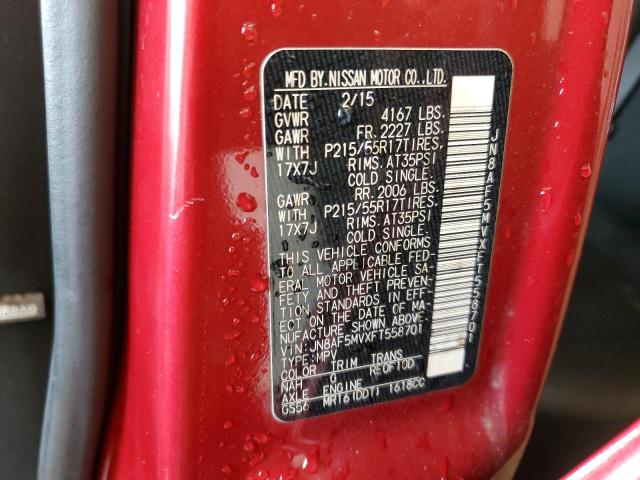 MFD BY.NISSAN MOTOR CO.,LTD.
DATE 2/15
GVWR 4167 LBS.
GAWR FR. 2227 LBS.
WITH P215/55R17TIRES.
17X7J RIMS. AT35PSI
COLD SINGLE.
GAWR RR. 2006 LBS.
WITH P215/55R17TIRES.
17X7J RIMS. AT35PSI
COLD SINGLE.
THIS VEHICLE CONFORMS
TO ALL APPLICABLE FED-
ERAL MOTOR VEHICLE SA-
FETY AND THEFT PREVEN-
TION STANDARDS IN EFF-
ECT ON THE DATE OF MA-
NUFACTURE SHOWN ABOVE.
VIN:JN8AF5MVXFT558701
TYPE:MPV
COLOR TRIM TRANS
NAH G RE0F10D
AXLE ENGINE
GS56 MR16(DDT) 1618CC
JN8AF5MVXFT558701